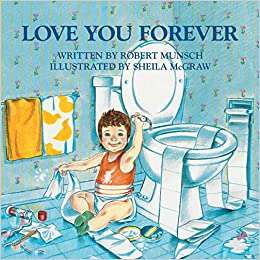 LOVE YOU FOREVER
WRITTEN BY ROBERT MUNSCH
ILLUSTRATED BY SHEILA McGRAW